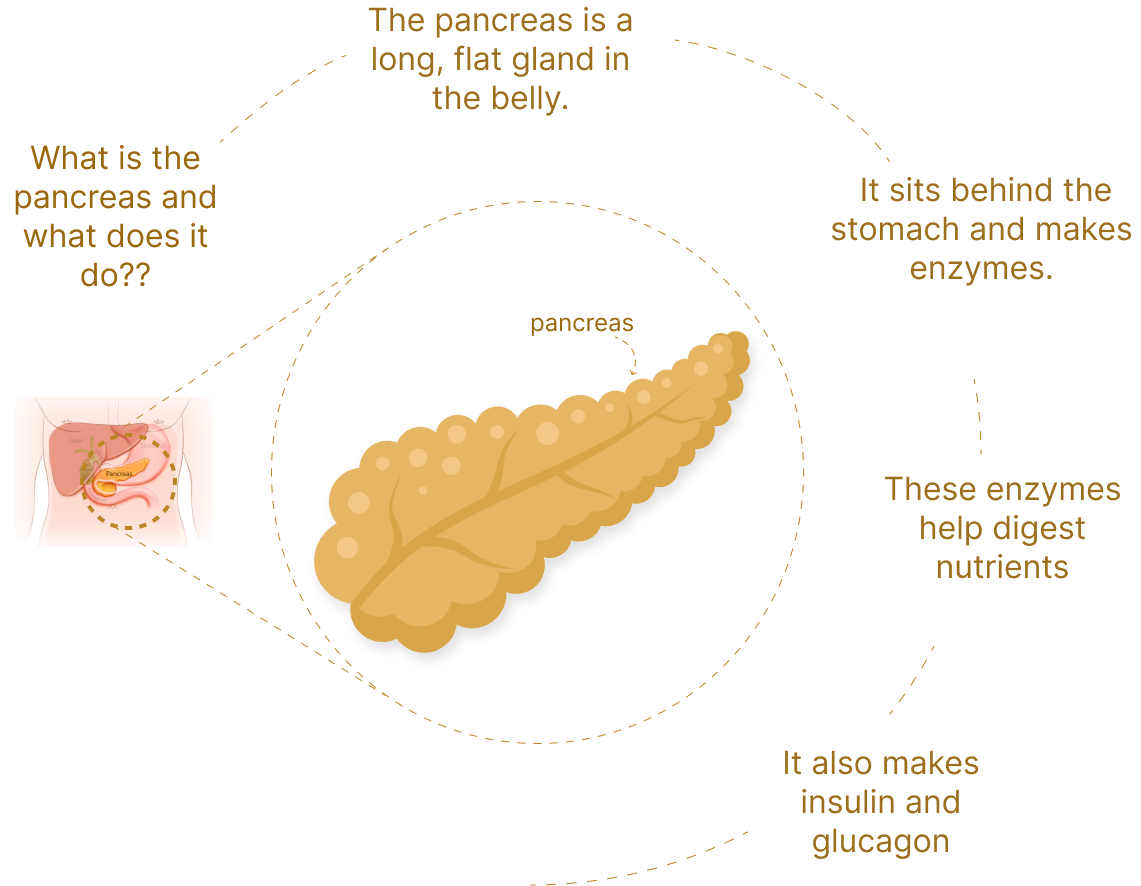 The pancreas is a
long, flat gland in
the belly.
What is the
pancreas and
what does it
do??
It sits behind the
stomach and makes
enzymes.
pancreas
Liver
Pancreas
These enzymes
help digest
nutrients
It also makes
insulin and
glucagon